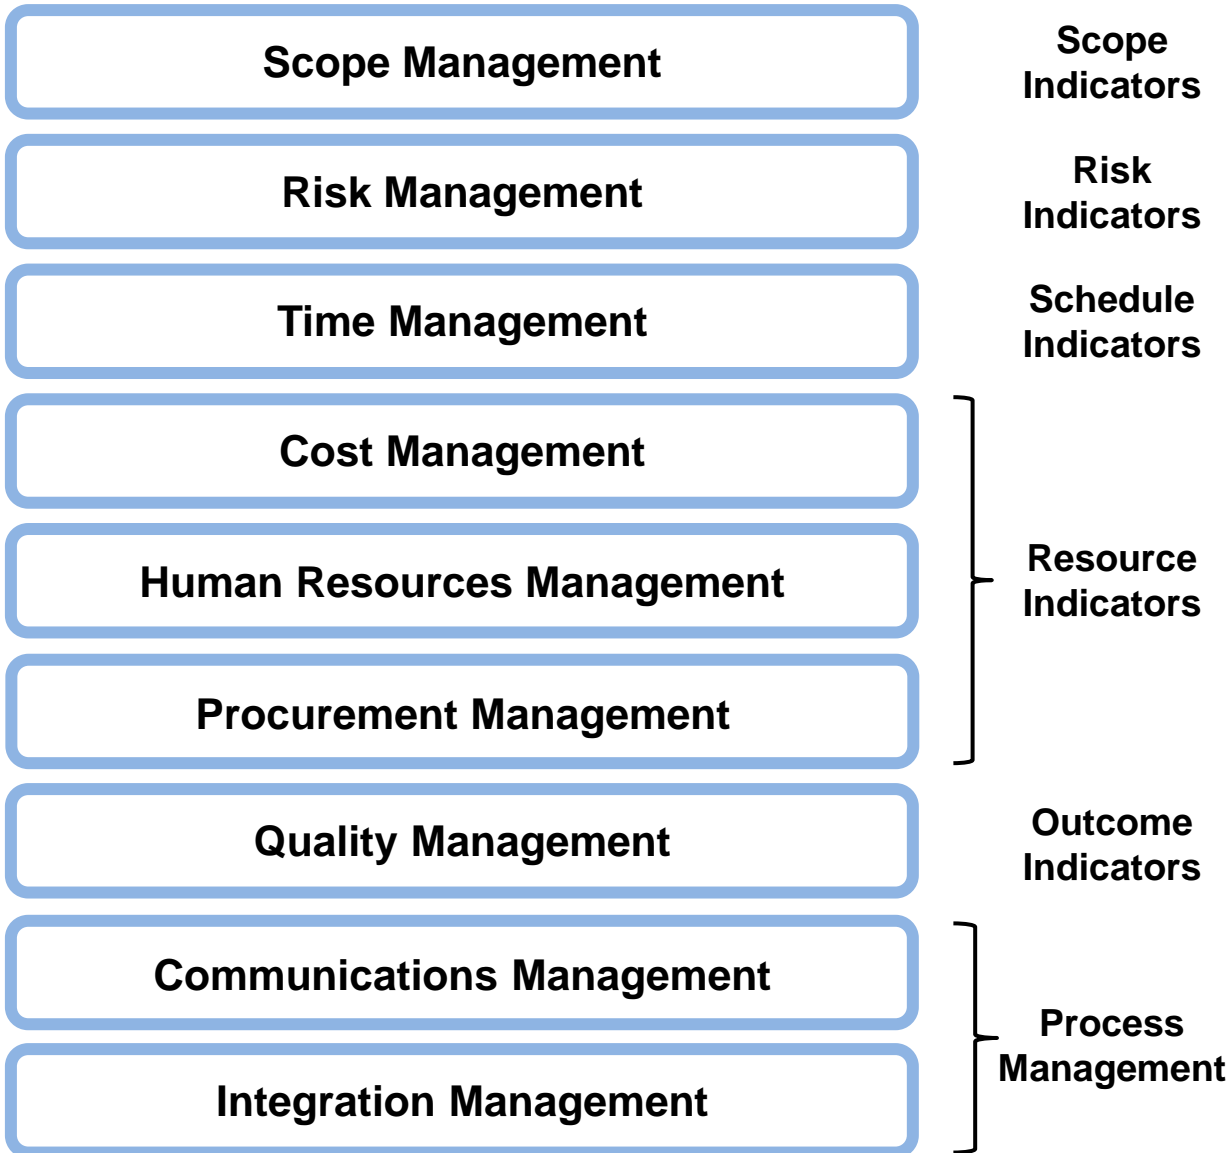 Scope Management
Scope
Indicators
Risk Management
Risk
Indicators
Time Management
Schedule
Indicators
Cost Management
Human Resources Management
Procurement Management
Resource
Indicators
Quality Management
Outcome
Indicators
Communications Management
Integration Management
Process
Management